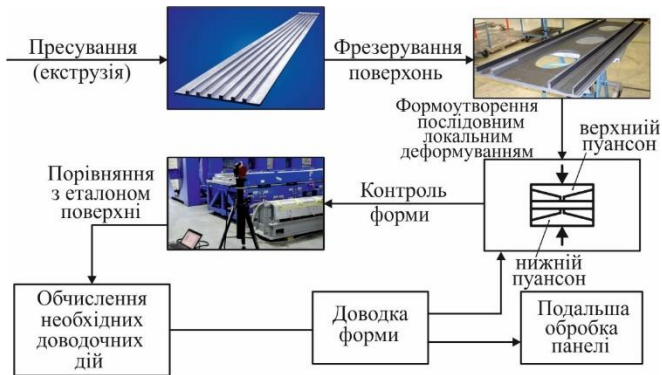 Пресування
(екструзія)
Фрезерування
поверхонь
Формоутворення
послідовним
локальним
деформуванням
верхниій
пуансон
Порівняння
з еталоном
поверхні
Контроль
форми
нижній
пуансон
Обчислення
необхідних
доводочних
дій
Доводка
форми
Подальша
обробка
панелі